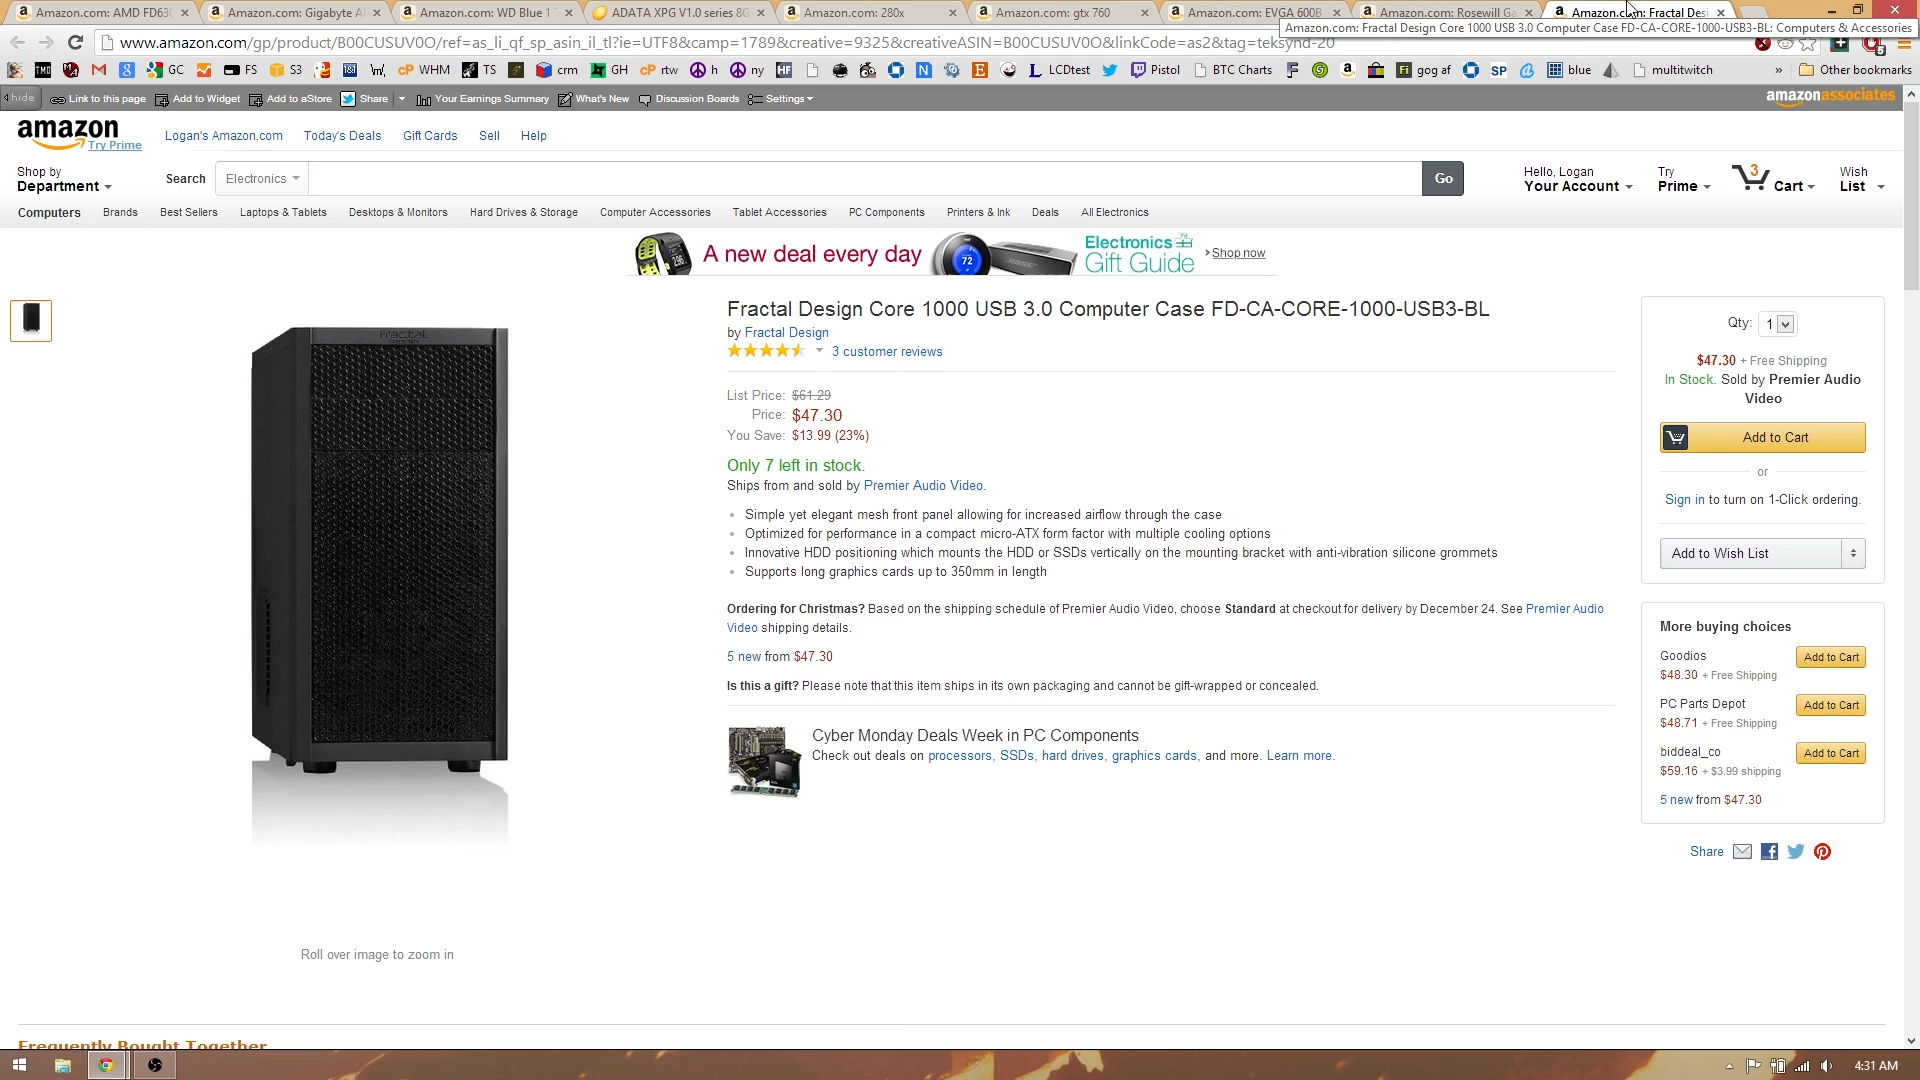 Amazon.com: AMD FD630
Amazon.com: Gigabyte A
Amazon.com: WD Blue 1
ADATA XPG V1.0 series 8G
Amazon.com: 280x
Amazon.com: gtx 760
Amazon.com: EVGA 600B
Amazon.com: Rosewill Ga
Amazon.com: Fractal Desi
www.amazon.com/gp/product/B00CUSUV0O/ref=as_li_qf_sp_asin_il_tl?ie=UTF8&camp=1789&creative=9325&creativeASIN=B00CUSUV0O&linkCode=as2&tag=teksynd-20
Amazon.com: Fractal Design Core 1000 USB 3.0 Computer Case FD-CA-CORE-1000-USB3-BL: Computers & Accessories
GC FS S3 WHM TS crm GH rtw h ny HF LCDtest Pistol BTC Charts gog af SP blue multitwitch » Other bookmarks
hide Link to this page Add to Widget Add to aStore Share Your Earnings Summary What's New Discussion Boards Settings
amazonassociates
amazon
Try Prime
Logan's Amazon.com Today's Deals Gift Cards Sell Help
Shop by
Department
Search Electronics Go
Hello, Logan
Your Account
Try
Prime
3
Cart
Wish
List
Computers Brands Best Sellers Laptops & Tablets Desktops & Monitors Hard Drives & Storage Computer Accessories Tablet Accessories PC Components Printers & Ink Deals All Electronics
A new deal every day
72
BOSE
Electronics
Gift Guide
Shop now
fractal
design
Roll over image to zoom in
Fractal Design Core 1000 USB 3.0 Computer Case FD-CA-CORE-1000-USB3-BL
by Fractal Design
3 customer reviews
List Price: $61.29
Price: $47.30
You Save: $13.99 (23%)
Only 7 left in stock.
Ships from and sold by Premier Audio Video.
Simple yet elegant mesh front panel allowing for increased airflow through the case
Optimized for performance in a compact micro-ATX form factor with multiple cooling options
Innovative HDD positioning which mounts the HDD or SSDs vertically on the mounting bracket with anti-vibration silicone grommets
Supports long graphics cards up to 350mm in length
Ordering for Christmas? Based on the shipping schedule of Premier Audio Video, choose Standard at checkout for delivery by December 24. See Premier Audio
Video shipping details.
5 new from $47.30
Is this a gift? Please note that this item ships in its own packaging and cannot be gift-wrapped or concealed.
Cyber Monday Deals Week in PC Components
Check out deals on processors, SSDs, hard drives, graphics cards, and more. Learn more.
Qty: 1
$47.30 + Free Shipping
In Stock. Sold by Premier Audio
Video
Add to Cart
or
Sign in to turn on 1-Click ordering.
Add to Wish List
More buying choices
Goodios
$48.30 + Free Shipping
Add to Cart
PC Parts Depot
$48.71 + Free Shipping
Add to Cart
biddeal_co
$59.16 + $3.99 shipping
Add to Cart
5 new from $47.30
Share
Frequently Bought Together
4:31 AM